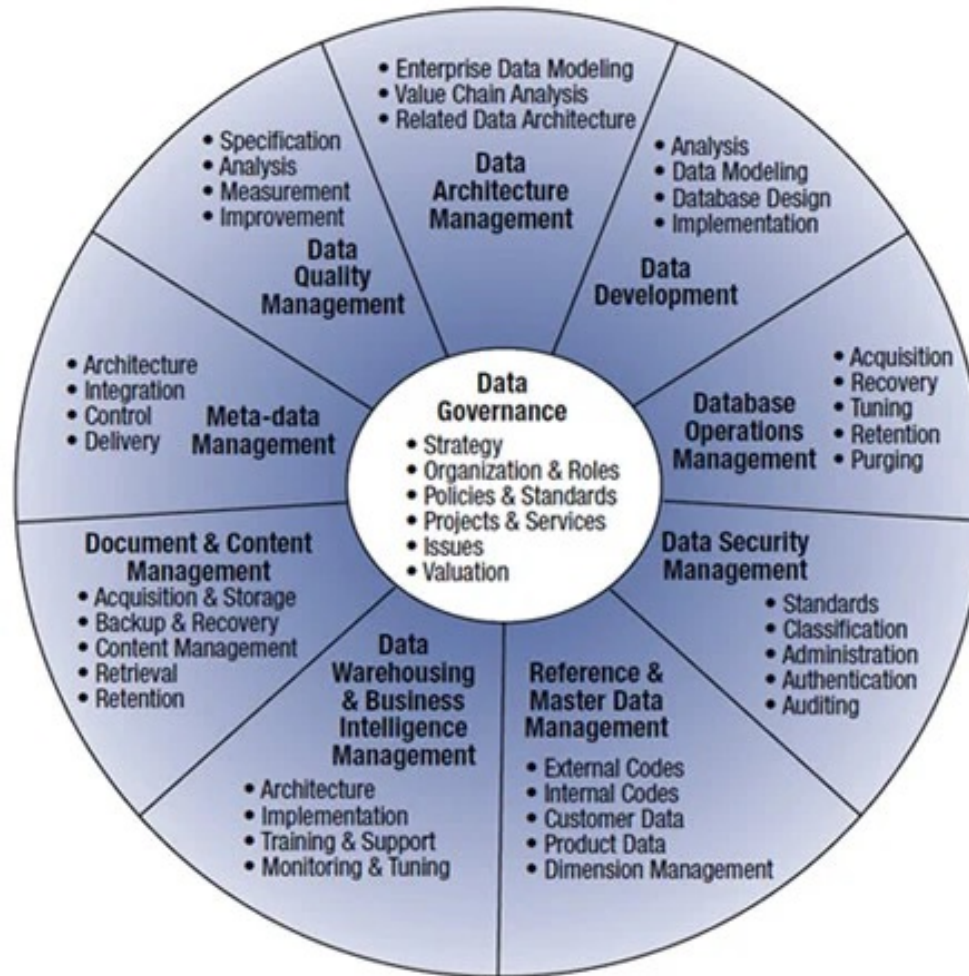 • Enterprise Data Modeling
• Value Chain Analysis
• Related Data Architecture
Data
Architecture
Management
• Analysis
• Data Modeling
• Database Design
• Implementation
Data
Development
• Acquisition
• Recovery
• Tuning
• Retention
• Purging
Database
Operations
Management
Data Security
Management
• Standards
• Classification
• Administration
• Authentication
• Auditing
Reference &
Master Data
Management
• External Codes
• Internal Codes
• Customer Data
• Product Data
• Dimension Management
Data
Warehousing
& Business
Intelligence
Management
• Architecture
• Implementation
• Training & Support
• Monitoring & Tuning
Document & Content
Management
• Acquisition & Storage
• Backup & Recovery
• Content Management
• Retrieval
• Retention
• Architecture
• Integration
• Control
• Delivery
Meta-data
Management
• Specification
• Analysis
• Measurement
• Improvement
Data
Quality
Management
Data
Governance
• Strategy
• Organization & Roles
• Policies & Standards
• Projects & Services
• Issues
• Valuation